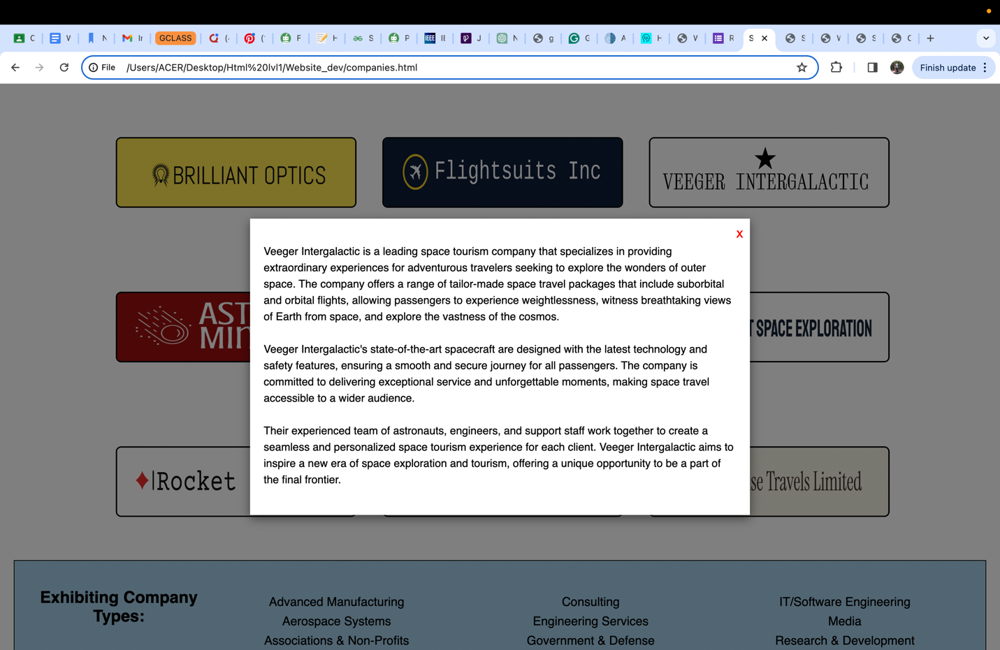 C W N In GCLASS (4 (1 F H S P IEEE IE J N g C A H W R S × S W S C +
File /Users/ACER/Desktop/Html%20lvl1/Website_dev/companies.html Finish update
BRILLIANT OPTICS Flightsuits Inc VEEGER INTERGALACTIC
X
Veeger Intergalactic is a leading space tourism company that specializes in providing
extraordinary experiences for adventurous travelers seeking to explore the wonders of outer
space. The company offers a range of tailor-made space travel packages that include suborbital
and orbital flights, allowing passengers to experience weightlessness, witness breathtaking views
of Earth from space, and explore the vastness of the cosmos.
Veeger Intergalactic's state-of-the-art spacecraft are designed with the latest technology and
safety features, ensuring a smooth and secure journey for all passengers. The company is
committed to delivering exceptional service and unforgettable moments, making space travel
accessible to a wider audience.
Their experienced team of astronauts, engineers, and support staff work together to create a
seamless and personalized space tourism experience for each client. Veeger Intergalactic aims to
inspire a new era of space exploration and tourism, offering a unique opportunity to be a part of
the final frontier.
AST
MIN
T SPACE EXPLORATION
Rocket
se Travels Limited
Exhibiting Company
Types:
Advanced Manufacturing
Aerospace Systems
Associations & Non-Profits
Consulting
Engineering Services
Government & Defense
IT/Software Engineering
Media
Research & Development